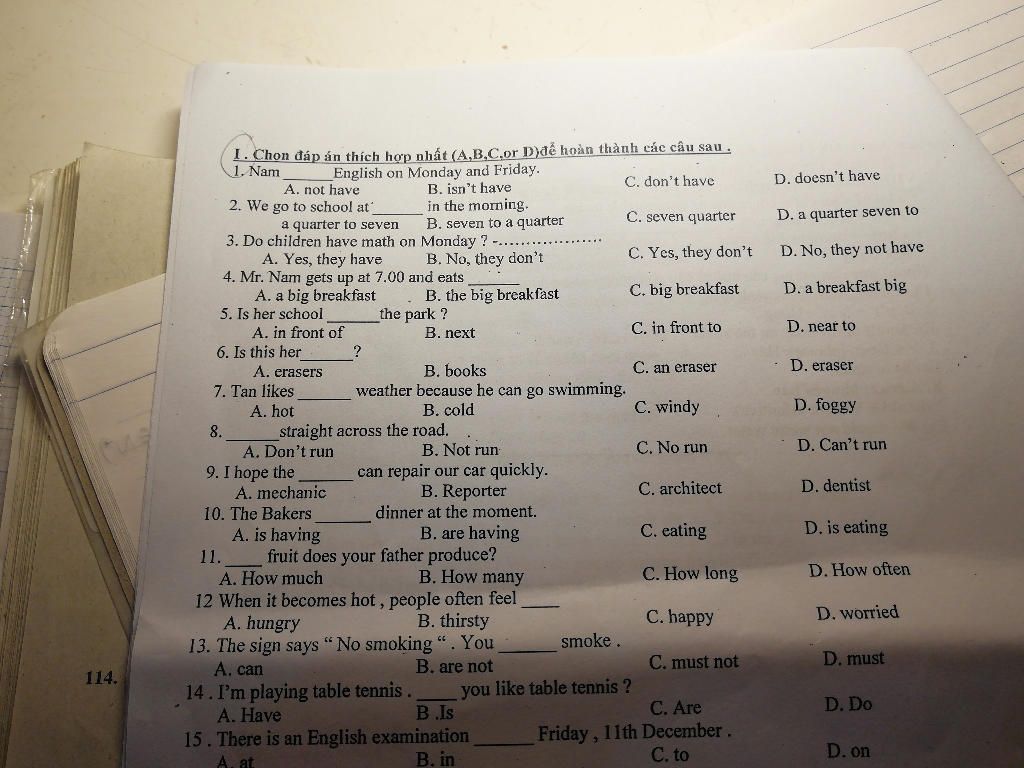 I . Chọn đáp án thích hợp nhất (A,B,C,or D)để hoàn thành các câu sau .
1. Nam ______ English on Monday and Friday.
A. not have B. isn't have C. don't have D. doesn't have
2. We go to school at ______ in the morning.
a quarter to seven B. seven to a quarter C. seven quarter D. a quarter seven to
3. Do children have math on Monday ? -....................
A. Yes, they have B. No, they don't C. Yes, they don't D. No, they not have
4. Mr. Nam gets up at 7.00 and eats ______
A. a big breakfast B. the big breakfast C. big breakfast D. a breakfast big
5. Is her school ______the park ?
A. in front of B. next C. in front to D. near to
6. Is this her______?
A. erasers B. books C. an eraser D. eraser
7. Tan likes ______ weather because he can go swimming.
A. hot B. cold C. windy D. foggy
8. ______straight across the road.
A. Don't run B. Not run C. No run D. Can't run
9. I hope the ______ can repair our car quickly.
A. mechanic B. Reporter C. architect D. dentist
10. The Bakers ______ dinner at the moment.
A. is having B. are having C. eating D. is eating
11. ____ fruit does your father produce?
A. How much B. How many C. How long D. How often
12 When it becomes hot , people often feel ____
A. hungry B. thirsty C. happy D. worried
13. The sign says “ No smoking “ . You ______ smoke .
A. can B. are not C. must not D. must
114.
14 . I'm playing table tennis . ____ you like table tennis ?
A. Have B .Is C. Are D. Do
15 . There is an English examination ______ Friday , 11th December .
A. at B. in C. to D. on